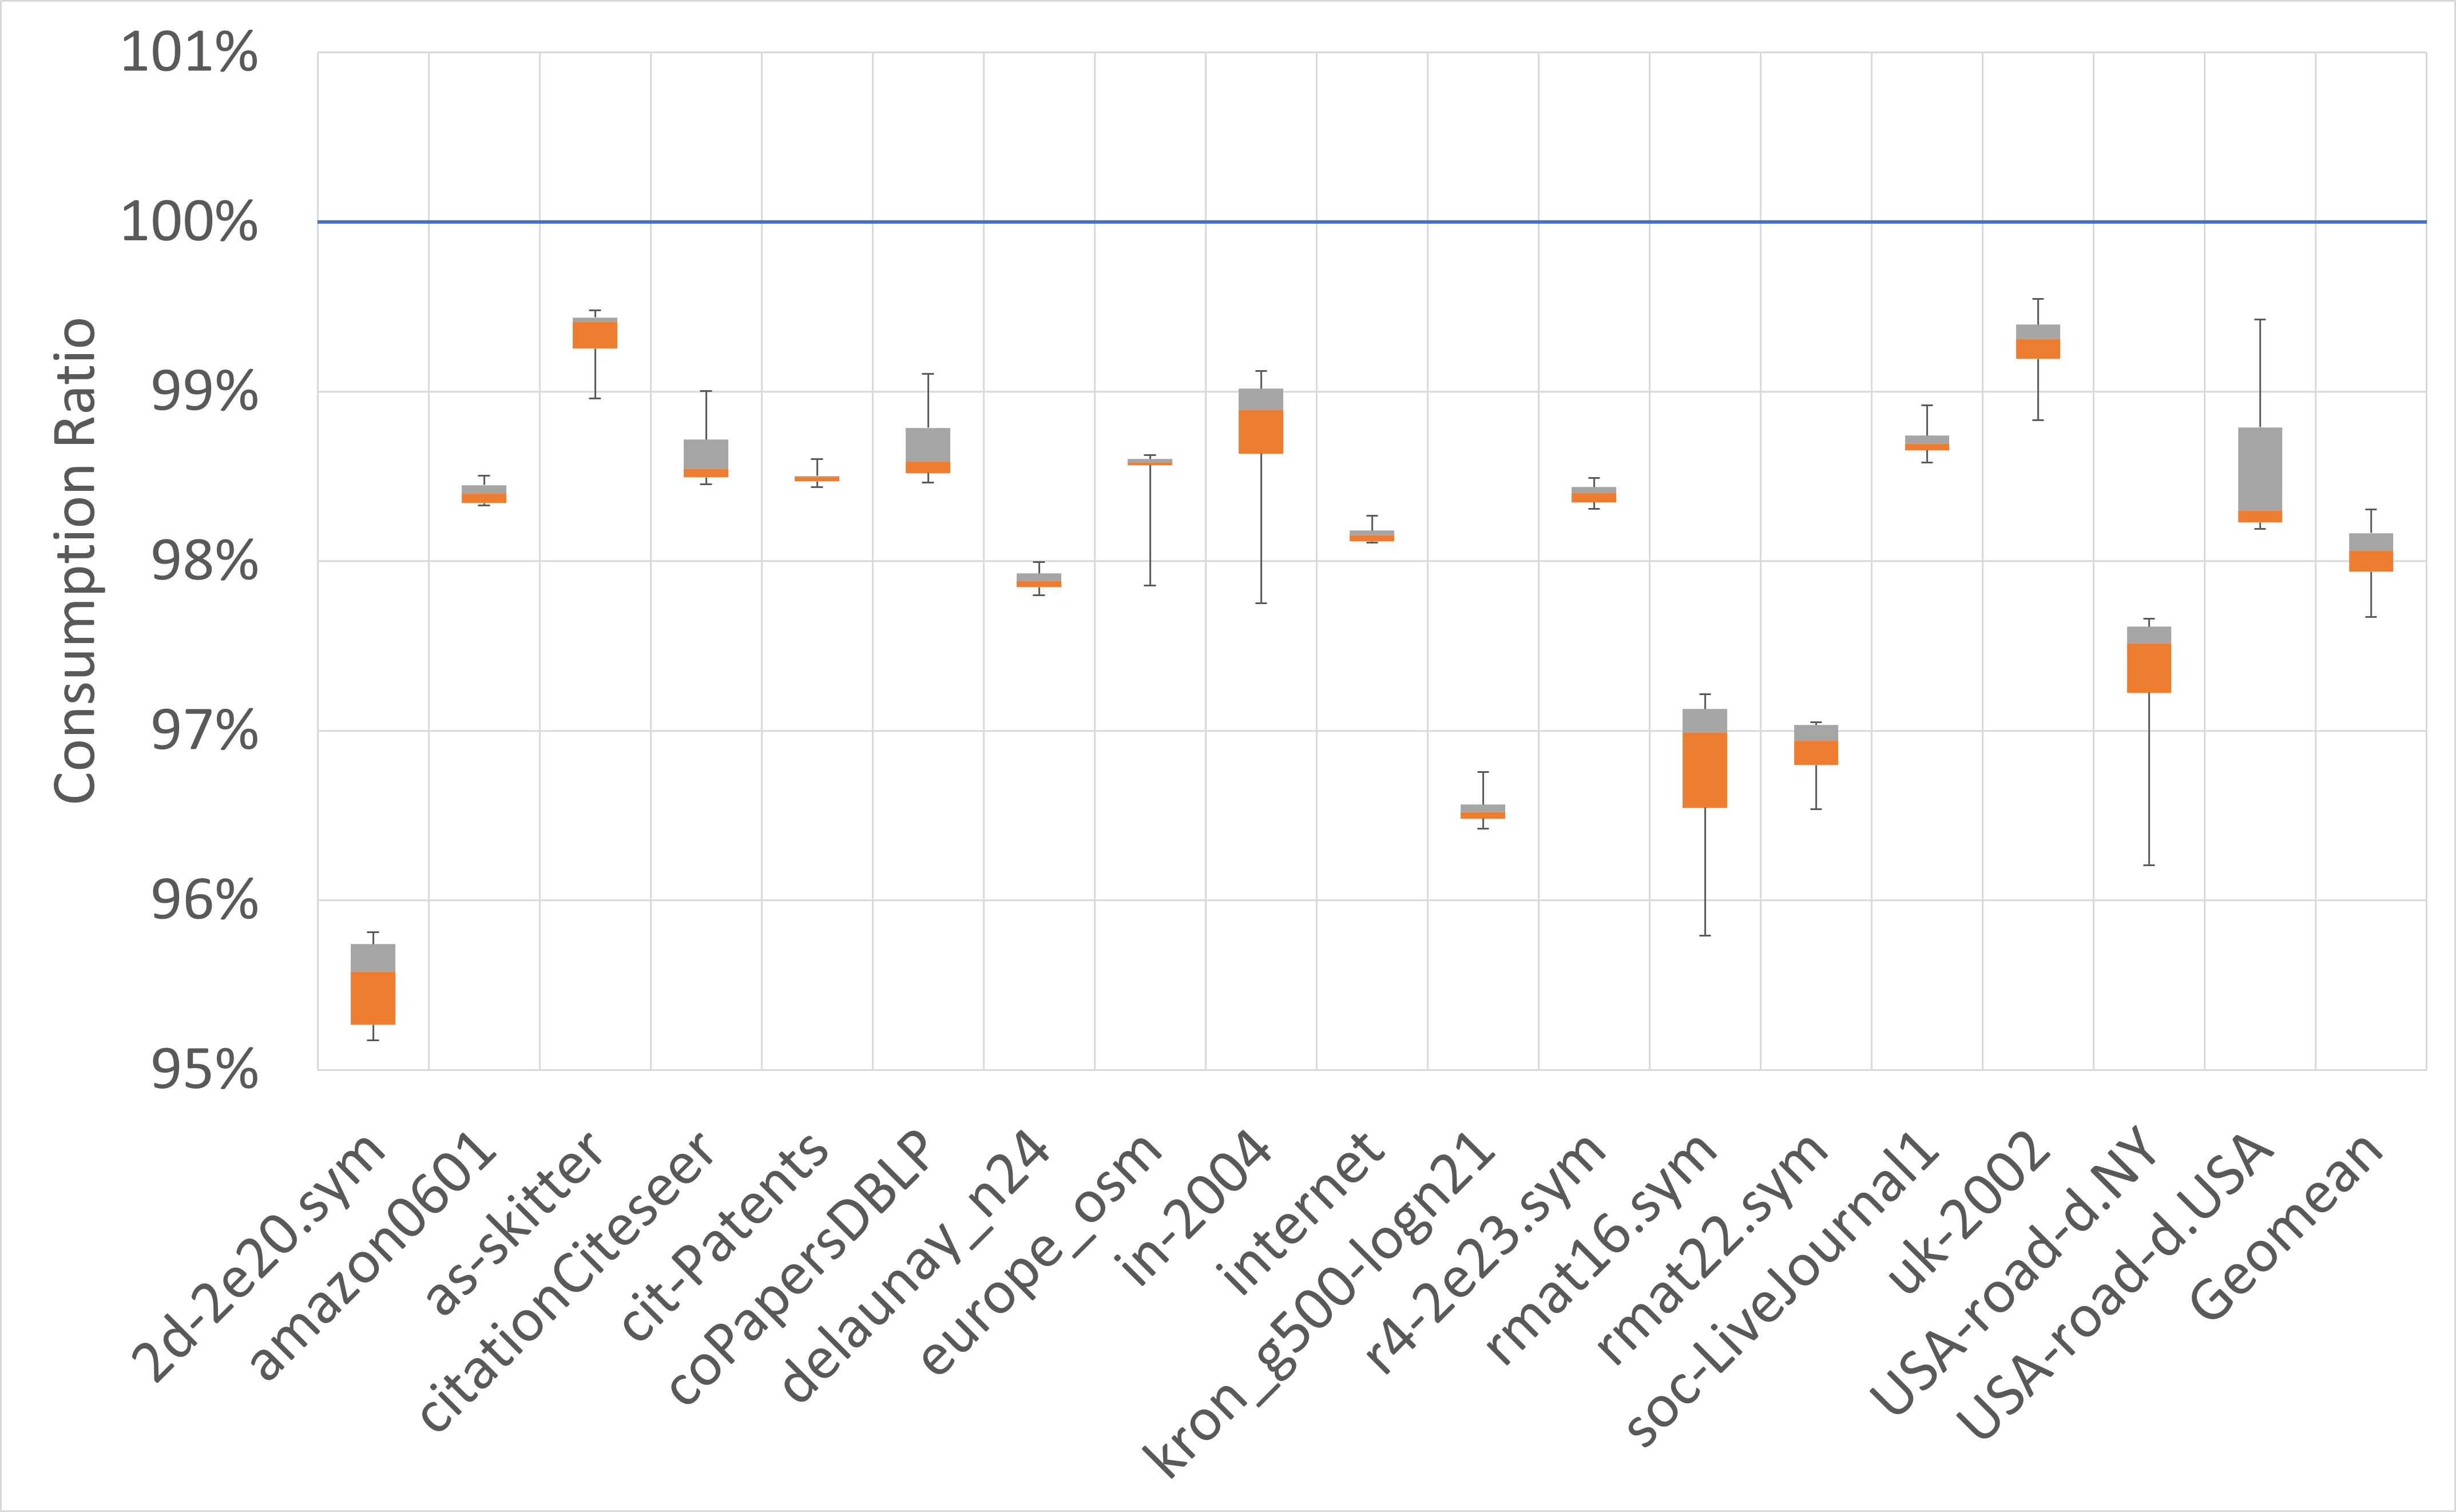 101%
100%
99%
98%
97%
96%
95%
Consumption Ratio
2d-2e20.sym
amazon0601
as-skitter
citationCiteseer
cit-Patents
coPapersDBLP
delaunay_n24
europe_osm
in-2004
internet
kron_g500-logn21
r4-2e23.sym
rmat16.sym
rmat22.sym
soc-LiveJournal1
uk-2002
USA-road-d.NY
USA-road-d.USA
Geomean